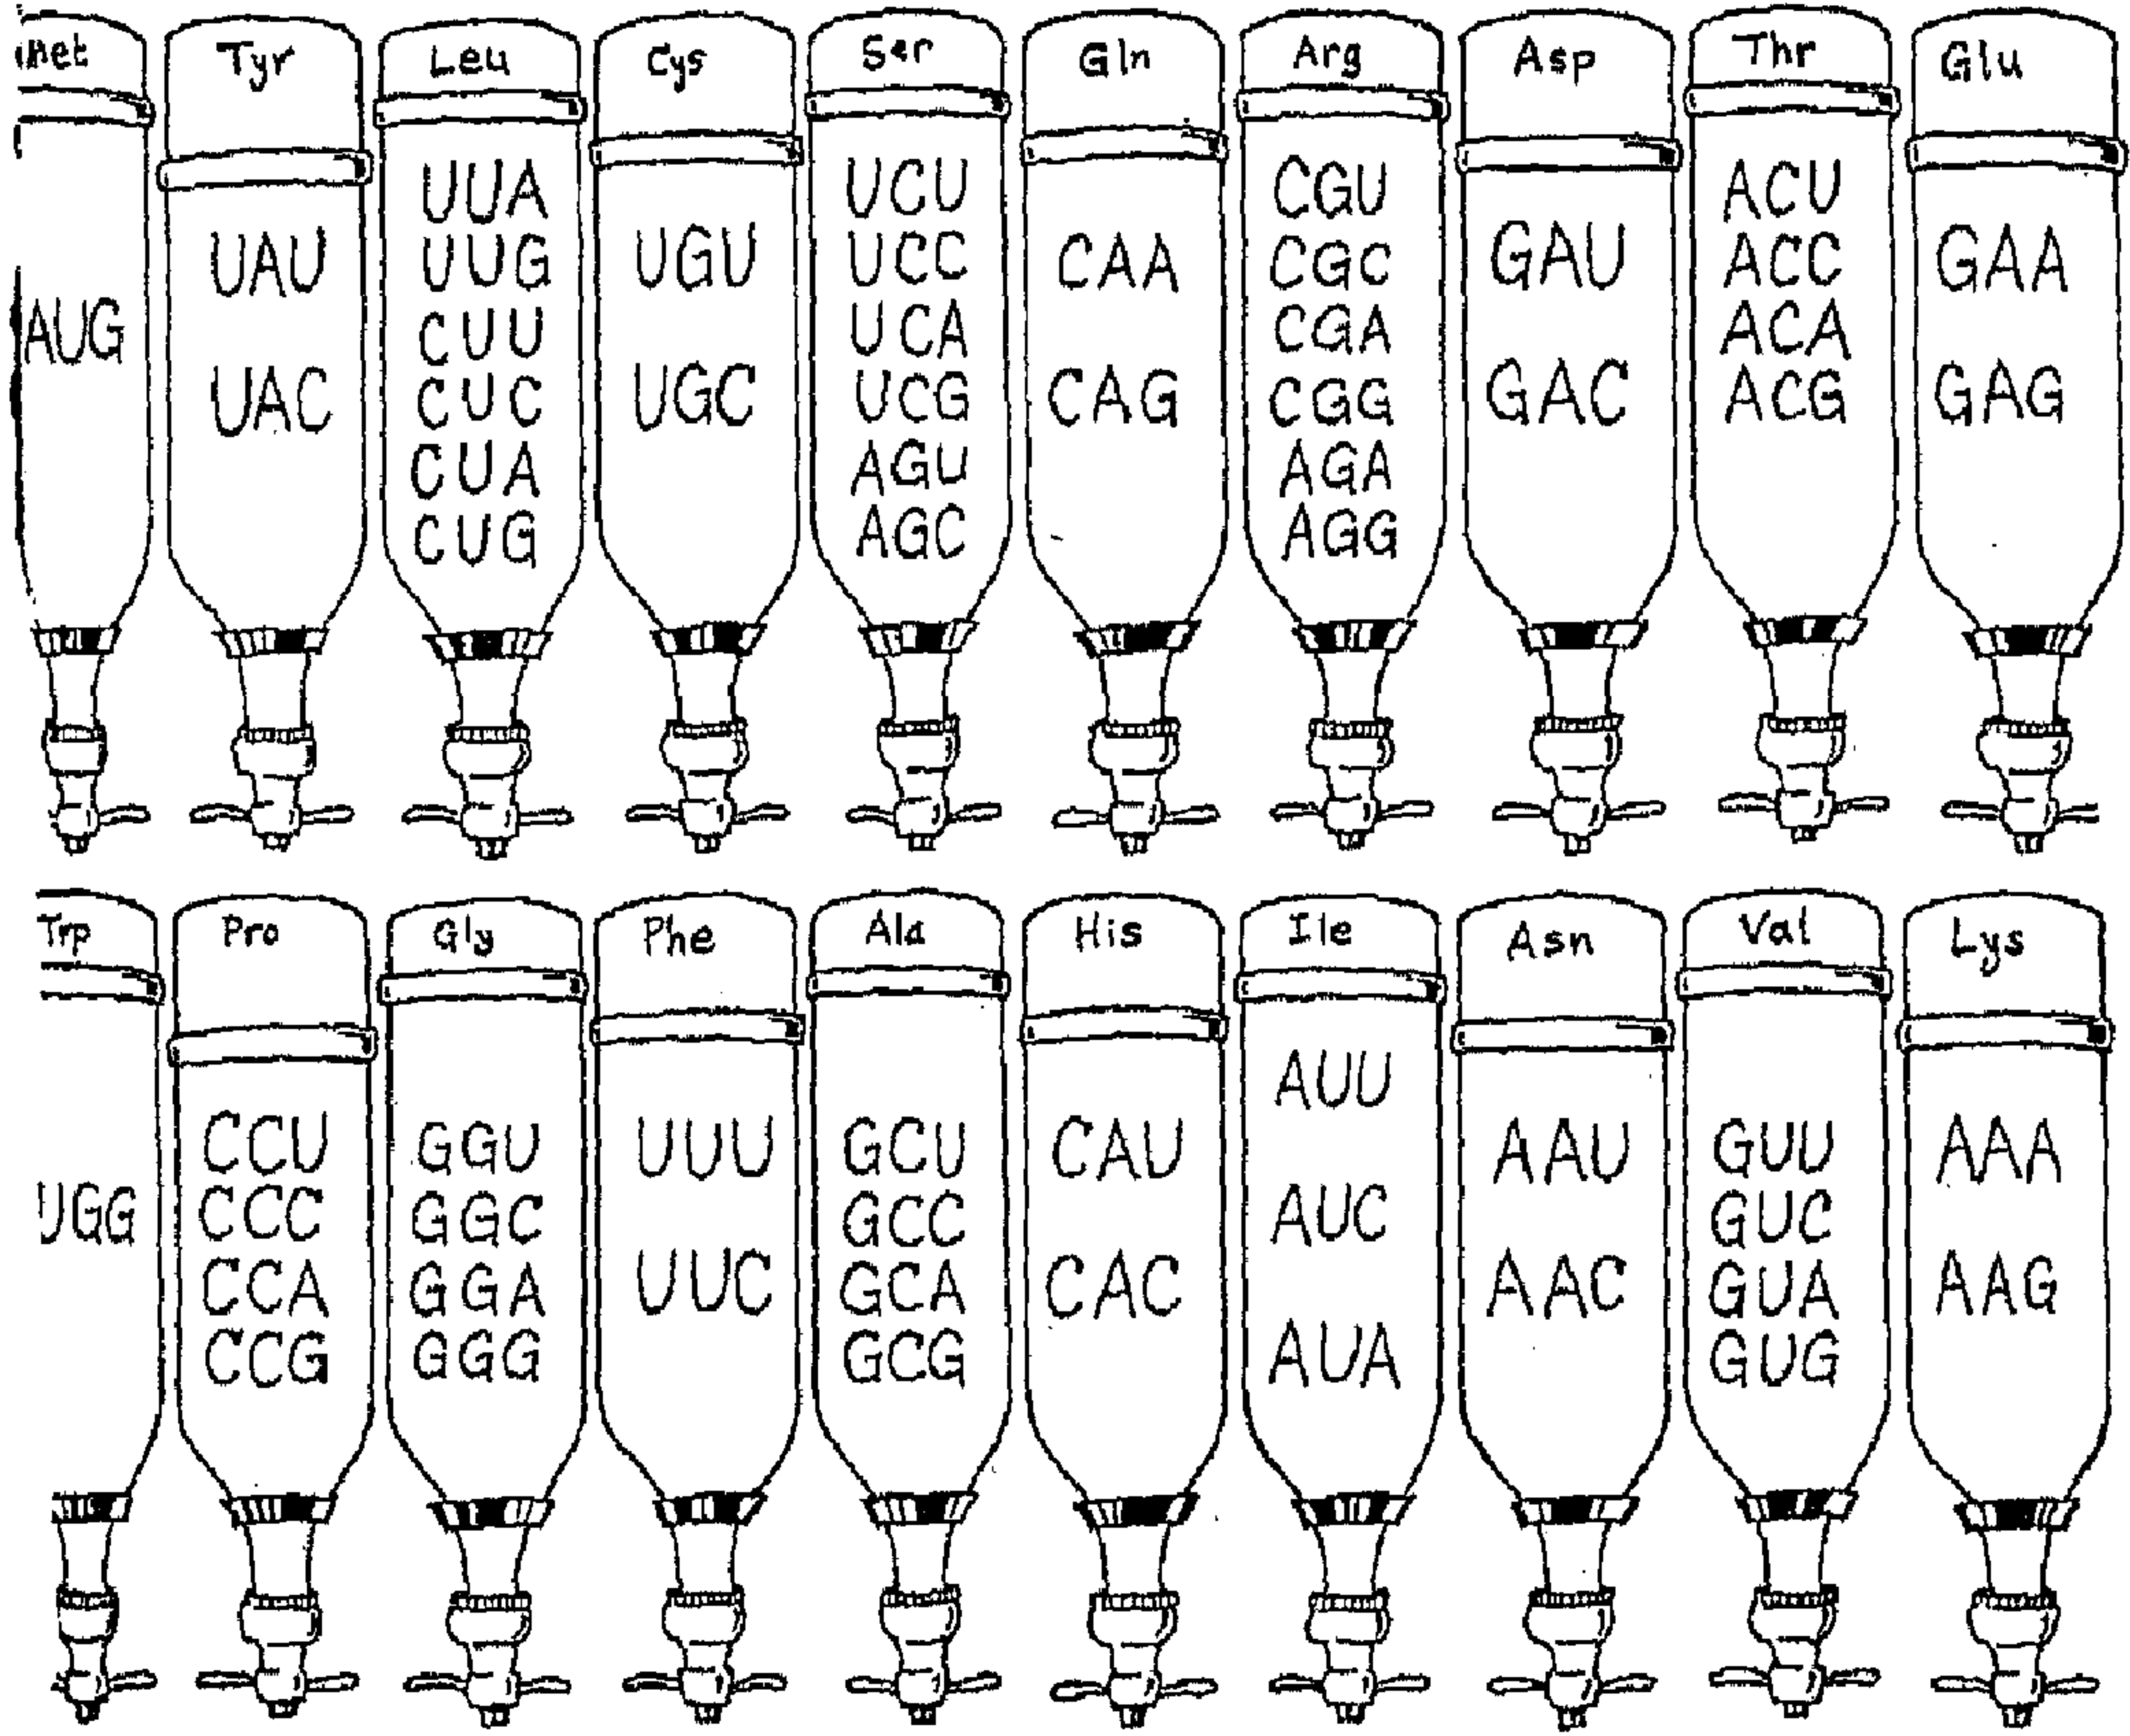 Met
AUG
Tyr
UAU
UAC
Leu
UUA
UUG
CUU
CUC
CUA
CUG
Cys
UGU
UGC
Ser
UCU
UCC
UCA
UCG
AGU
AGC
Gln
CAA
CAG
Arg
CGU
CGC
CGA
CGG
AGA
AGG
Asp
GAU
GAC
Thr
ACU
ACC
ACA
ACG
Glu
GAA
GAG
Trp
UGG
Pro
CCU
CCC
CCA
CCG
Gly
GGU
GGC
GGA
GGG
Phe
UUU
UUC
Ala
GCU
GCC
GCA
GCG
His
CAU
CAC
Ile
AUU
AUC
AUA
Asn
AAU
AAC
Val
GUU
GUC
GUA
GUG
Lys
AAA
AAG